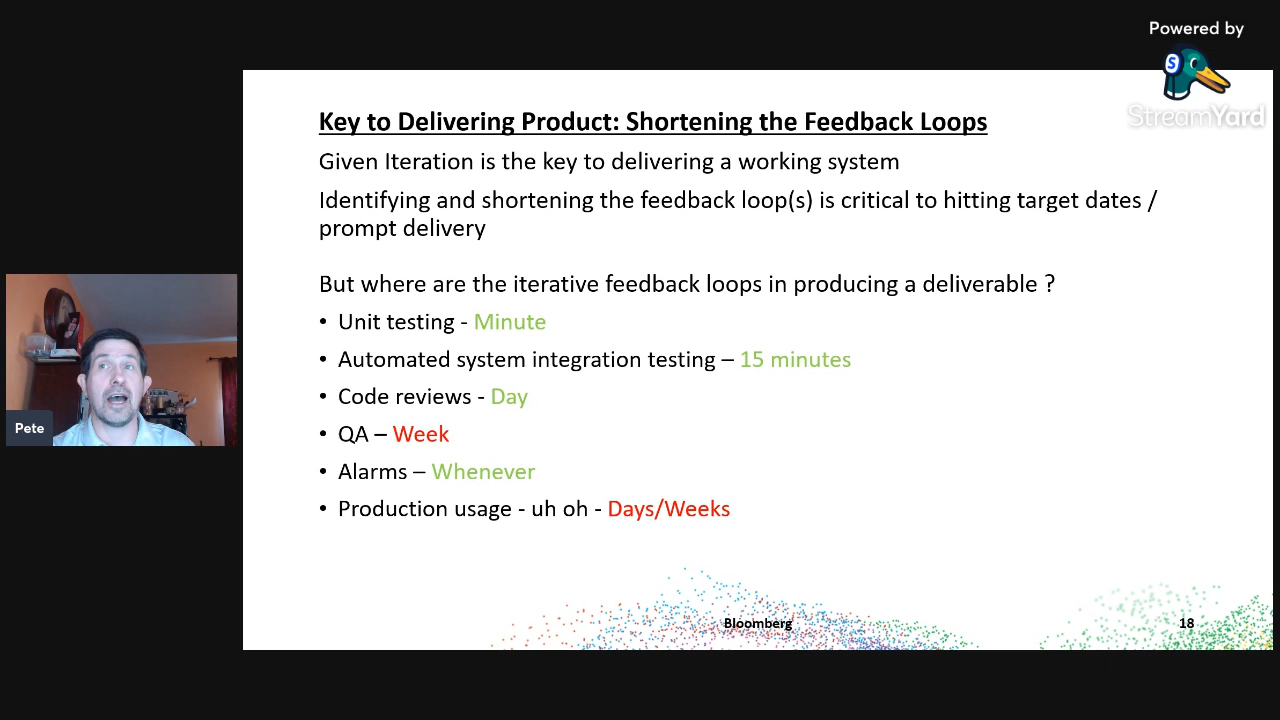 Powered by
StreamYard
Key to Delivering Product: Shortening the Feedback Loops
Given Iteration is the key to delivering a working system
Identifying and shortening the feedback loop(s) is critical to hitting target dates /
prompt delivery
But where are the iterative feedback loops in producing a deliverable ?
• Unit testing - Minute
• Automated system integration testing – 15 minutes
• Code reviews - Day
• QA – Week
• Alarms – Whenever
• Production usage - uh oh - Days/Weeks
Pete
Bloomberg
18